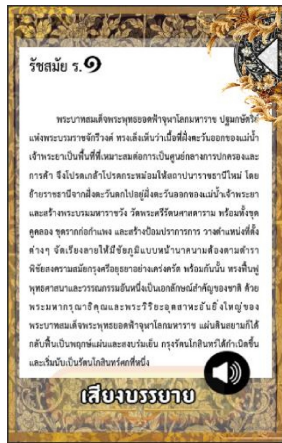 รัชสมัย ร.๑
พระบาทสมเด็จพระพุทธยอดฟ้าจุฬาโลกมหาราช ปฐมกษัตริย์
แห่งพระบรมราชจักรีวงศ์ ทรงเล็งเห็นว่าเนื้อที่ฝั่งตะวันออกของแม่น้ำ
เจ้าพระยาเป็นพื้นที่ที่เหมาะสมต่อการเป็นศูนย์กลางการปกครองและ
การค้า จึงโปรดเกล้าโปรดกระหม่อมให้สถาปนาราชธานีใหม่ โดย
ย้ายราชธานีจากฝั่งตะวันตกไปอยู่ฝั่งตะวันออกของแม่น้ำเจ้าพระยา
และสร้างพระบรมมหาราชวัง วัดพระศรีรัตนศาสดาราม พร้อมทั้งขุด
คูคลอง ขุดรากก่อกำแพง และสร้างป้อมปราการการ วางตำแหน่งที่ตั้ง
ต่างๆ จัดเรียงรายให้มีชัยภูมิแบบหน้านาคนามต้องตามตำรา
พิชัยสงครามสมัยกรุงศรีอยุธยาอย่างเคร่งครัด พร้อมกันนั้น ทรงฟื้นฟู
พุทธศาสนาและวรรณกรรมอันหนึ่งเป็นเอกลักษณ์สำคัญของชาติ ด้วย
พระมหากรุณาธิคุณและพระวิริยะอุตสาหะอันยิ่งใหญ่ของ
พระบาทสมเด็จพระพุทธยอดฟ้าจุฬาโลกมหาราช แผ่นดินสยามก็ได้
กลับฟื้นเป็นพฤกษ์แผ่นและสงบร่มเย็น กรุงรัตนโกสินทร์ได้กำเนิดขึ้น
และเริ่มนับเป็นรัตนโกสินทร์ศกที่หนึ่ง
เสียงบรรยาย